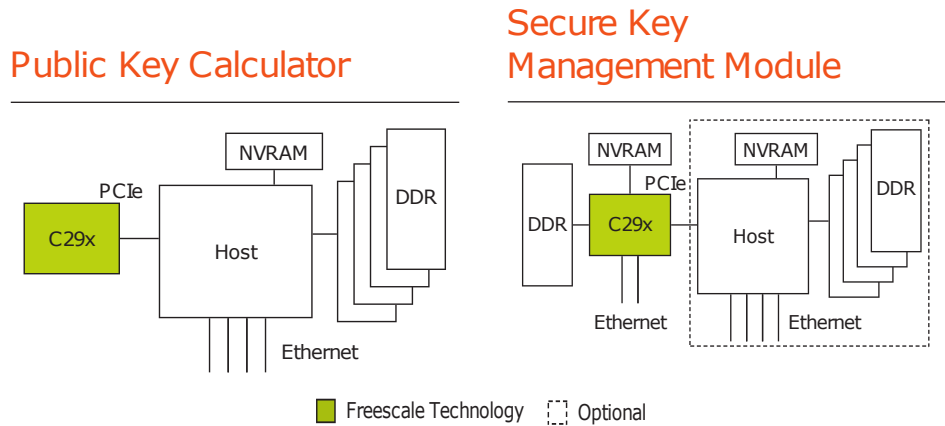 Public Key Calculator
Secure Key
Management Module
NVRAM
PCIe
DDR
C29x
Host
Ethernet
NVRAM
NVRAM
PCIe
DDR
DDR
C29x
Host
Ethernet
Ethernet
Freescale Technology
Optional